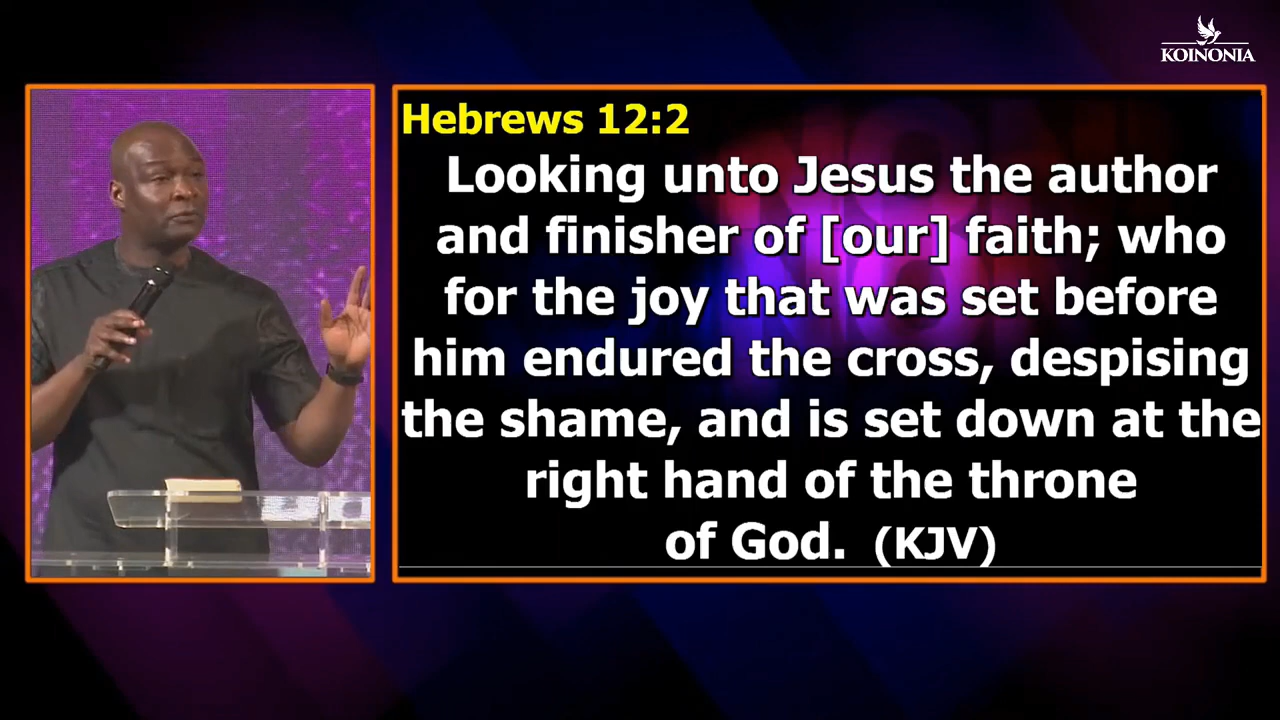 KOINONIA
Hebrews 12:2
Looking unto Jesus the author
and finisher of [our] faith; who
for the joy that was set before
him endured the cross, despising
the shame, and is set down at the
right hand of the throne
of God. (KJV)